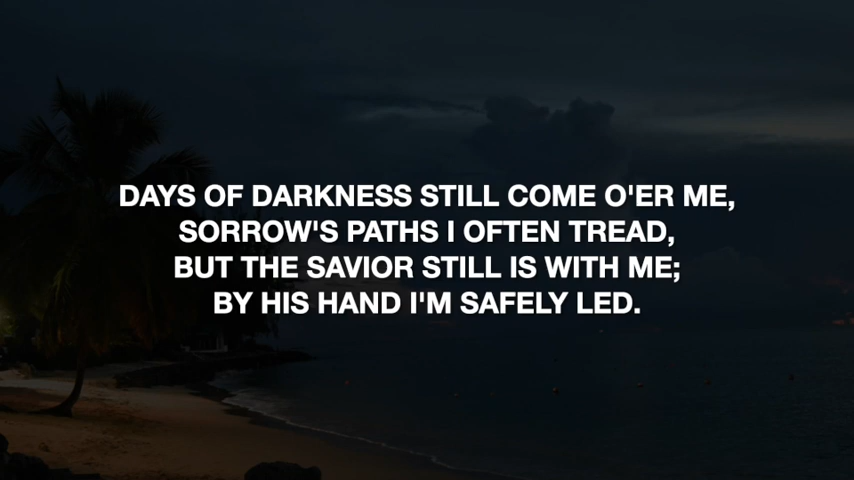 DAYS OF DARKNESS STILL COME O'ER ME,
SORROW'S PATHS I OFTEN TREAD,
BUT THE SAVIOR STILL IS WITH ME;
BY HIS HAND I'M SAFELY LED.